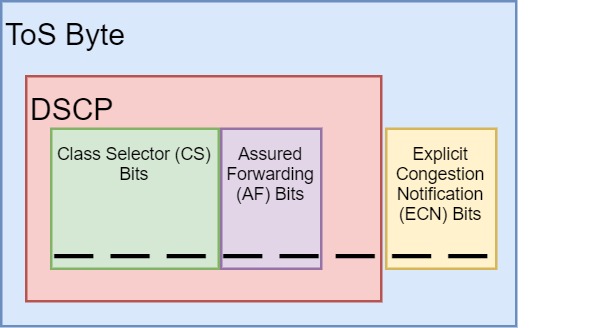 ToS Byte
DSCP
Class Selector (CS)
Bits
Assured
Forwarding
(AF) Bits
Explicit
Congestion
Notification
(ECN) Bits